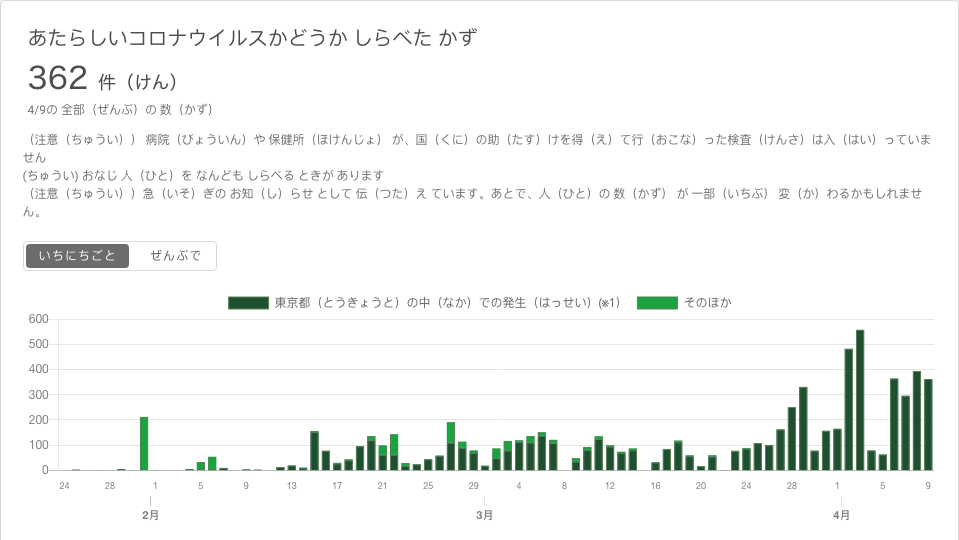 あたらしいコロナウイルスかどうか しらべた かず
362 件（けん）
4/9の 全部（ぜんぶ）の 数（かず）
（注意（ちゅうい）） 病院（びょういん）や 保健所（ほけんじょ） が、国（くに）の助（たす）けを得（え）て行（おこな）った検査（けんさ）は入（はい）っていま
せん
(ちゅうい) おなじ 人（ひと）を なんども しらべる ときが あります
（注意（ちゅうい））急（いそ）ぎの お知（し）らせ として 伝（つた）え ています。あとで、人（ひと）の 数（かず） が 一部（いちぶ） 変（か）わるかもしれませ
ん。
いちにちごと ぜんぶで
東京都（とうきょうと）の中（なか）での発生（はっせい）(※1) そのほか
600
500
400
300
200
100
0
24 28 1 5 9 13 17 21 25 29 4 8 12 16 20 24 28 1 5 9
2月 3月 4月